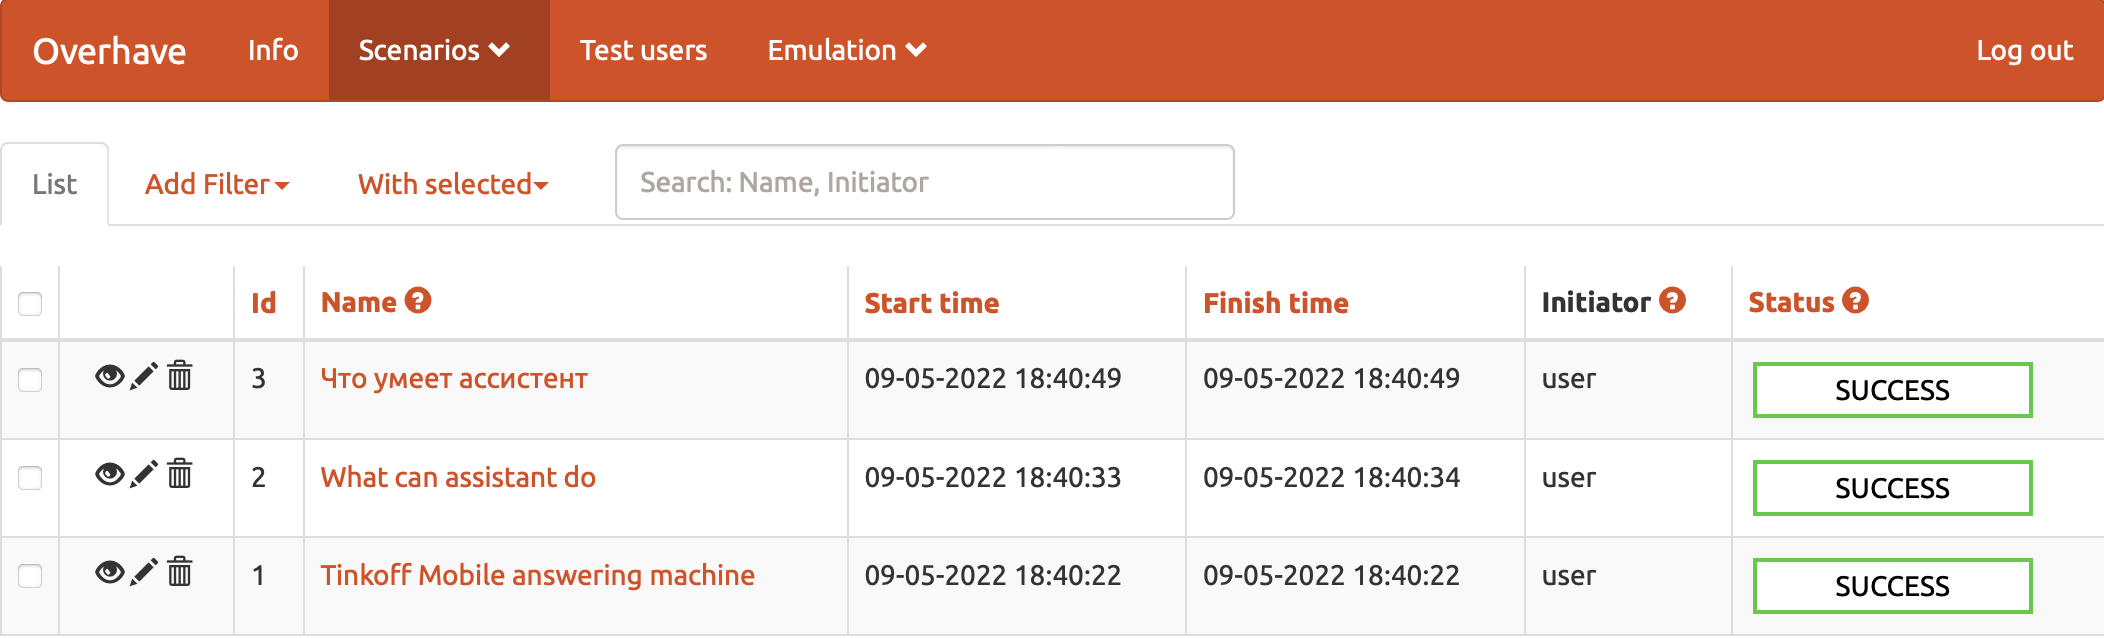 Overhave Info Scenarios Test users Emulation Log out
List Add Filter With selected Search: Name, Initiator
Id Name ? Start time Finish time Initiator ? Status ?
3 Что умеет ассистент 09-05-2022 18:40:49 09-05-2022 18:40:49 user SUCCESS
2 What can assistant do 09-05-2022 18:40:33 09-05-2022 18:40:34 user SUCCESS
1 Tinkoff Mobile answering machine 09-05-2022 18:40:22 09-05-2022 18:40:22 user SUCCESS